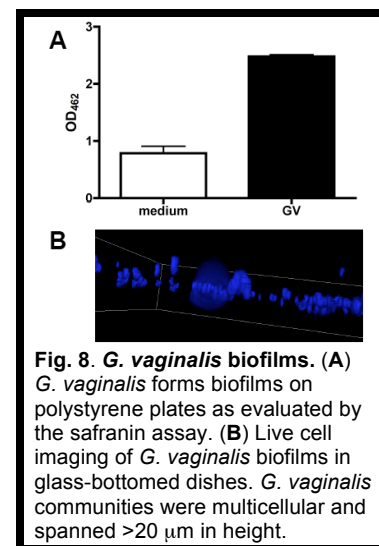 A
3
2
1
0
OD462
medium
GV
B
Fig. 8. G. vaginalis biofilms. (A)
G. vaginalis forms biofilms on
polystyrene plates as evaluated by
the safranin assay. (B) Live cell
imaging of G. vaginalis biofilms in
glass-bottomed dishes. G. vaginalis
communities were multicellular and
spanned >20 μm in height.